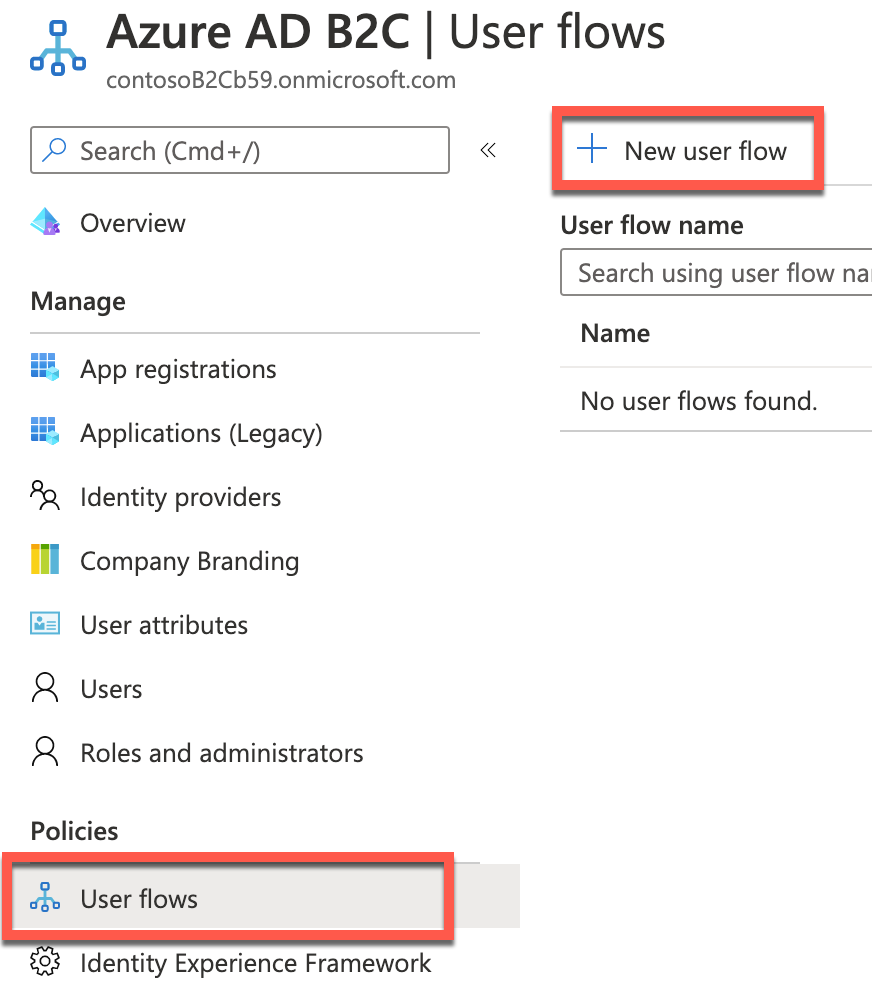 Azure AD B2C | User flows
contosoB2Cb59.onmicrosoft.com
Search (Cmd+/)
«
Overview
Manage
App registrations
Applications (Legacy)
Identity providers
Company Branding
User attributes
Users
Roles and administrators
Policies
User flows
Identity Experience Framework
+ New user flow
User flow name
Search using user flow na
Name
No user flows found.